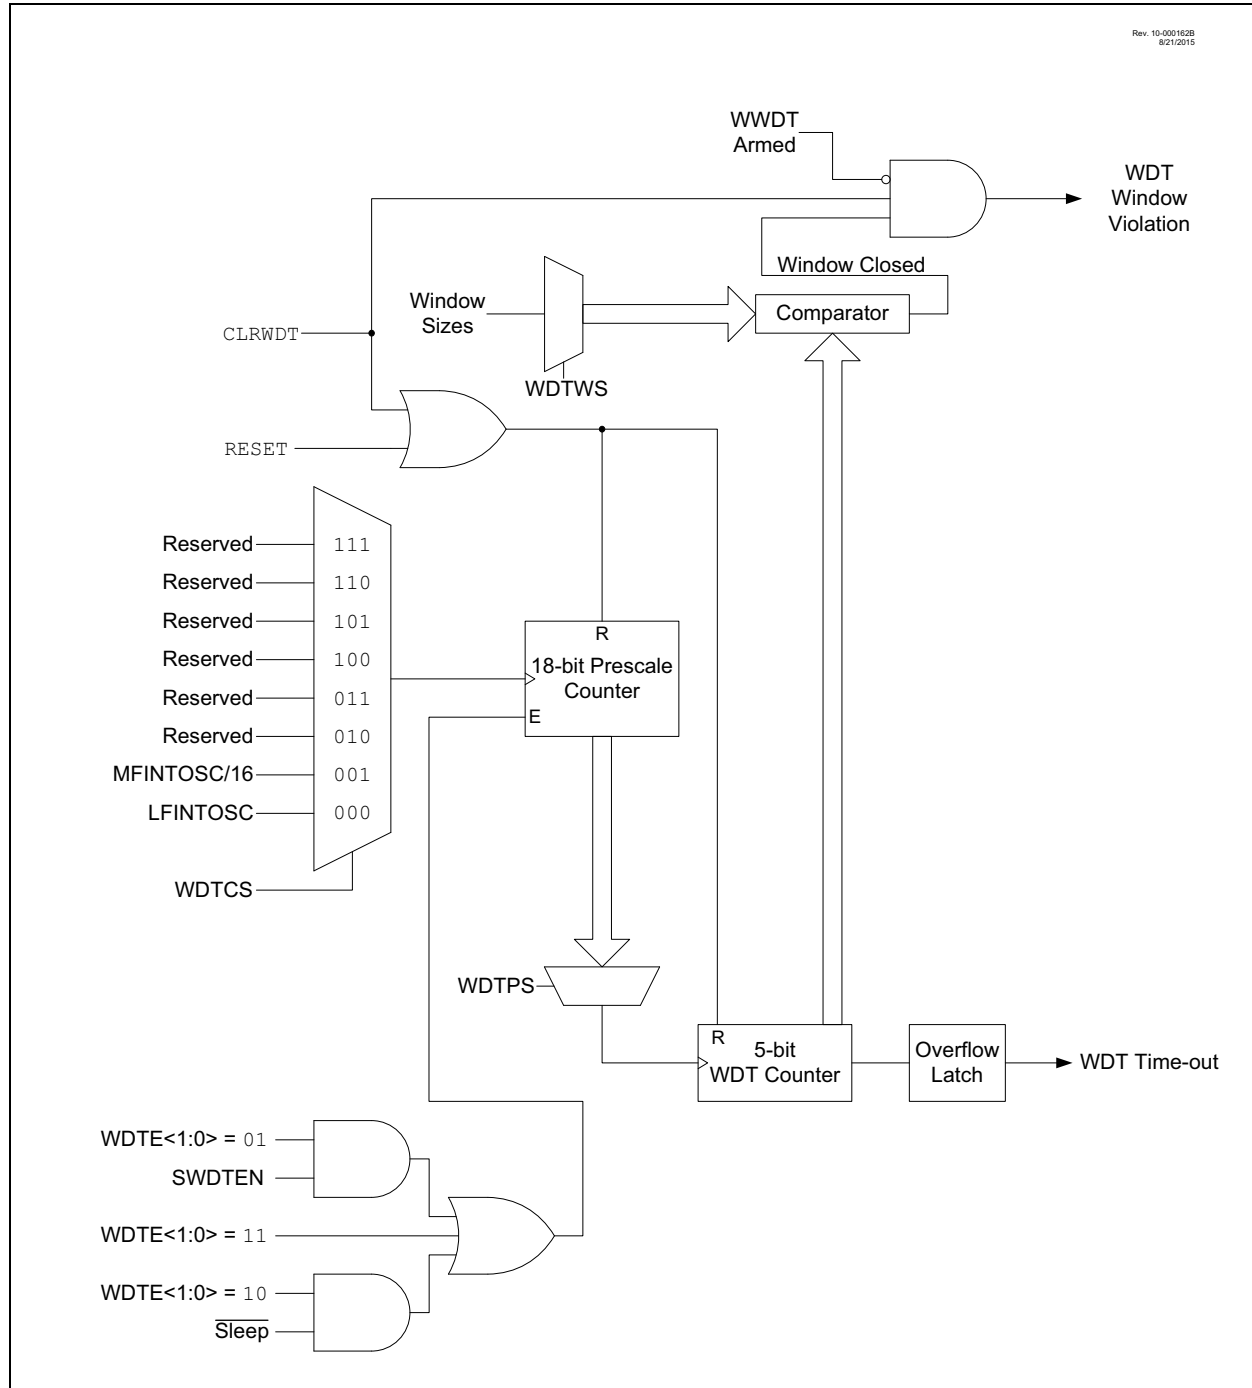 Rev. 10-000162B
8/21/2015
WWDT
Armed
WDT
Window
Violation
Window Closed
Window
Sizes
Comparator
CLRWDT
WDTWS
RESET
Reserved 111
Reserved 110
Reserved 101
Reserved 100
Reserved 011
Reserved 010
MFINTOSC/16 001
LFINTOSC 000
WDTCS
R
18-bit Prescale
Counter
E
WDTPS
R
5-bit
WDT Counter
Overflow
Latch
WDT Time-out
WDTE<1:0> = 01
SWDTEN
WDTE<1:0> = 11
WDTE<1:0> = 10
Sleep